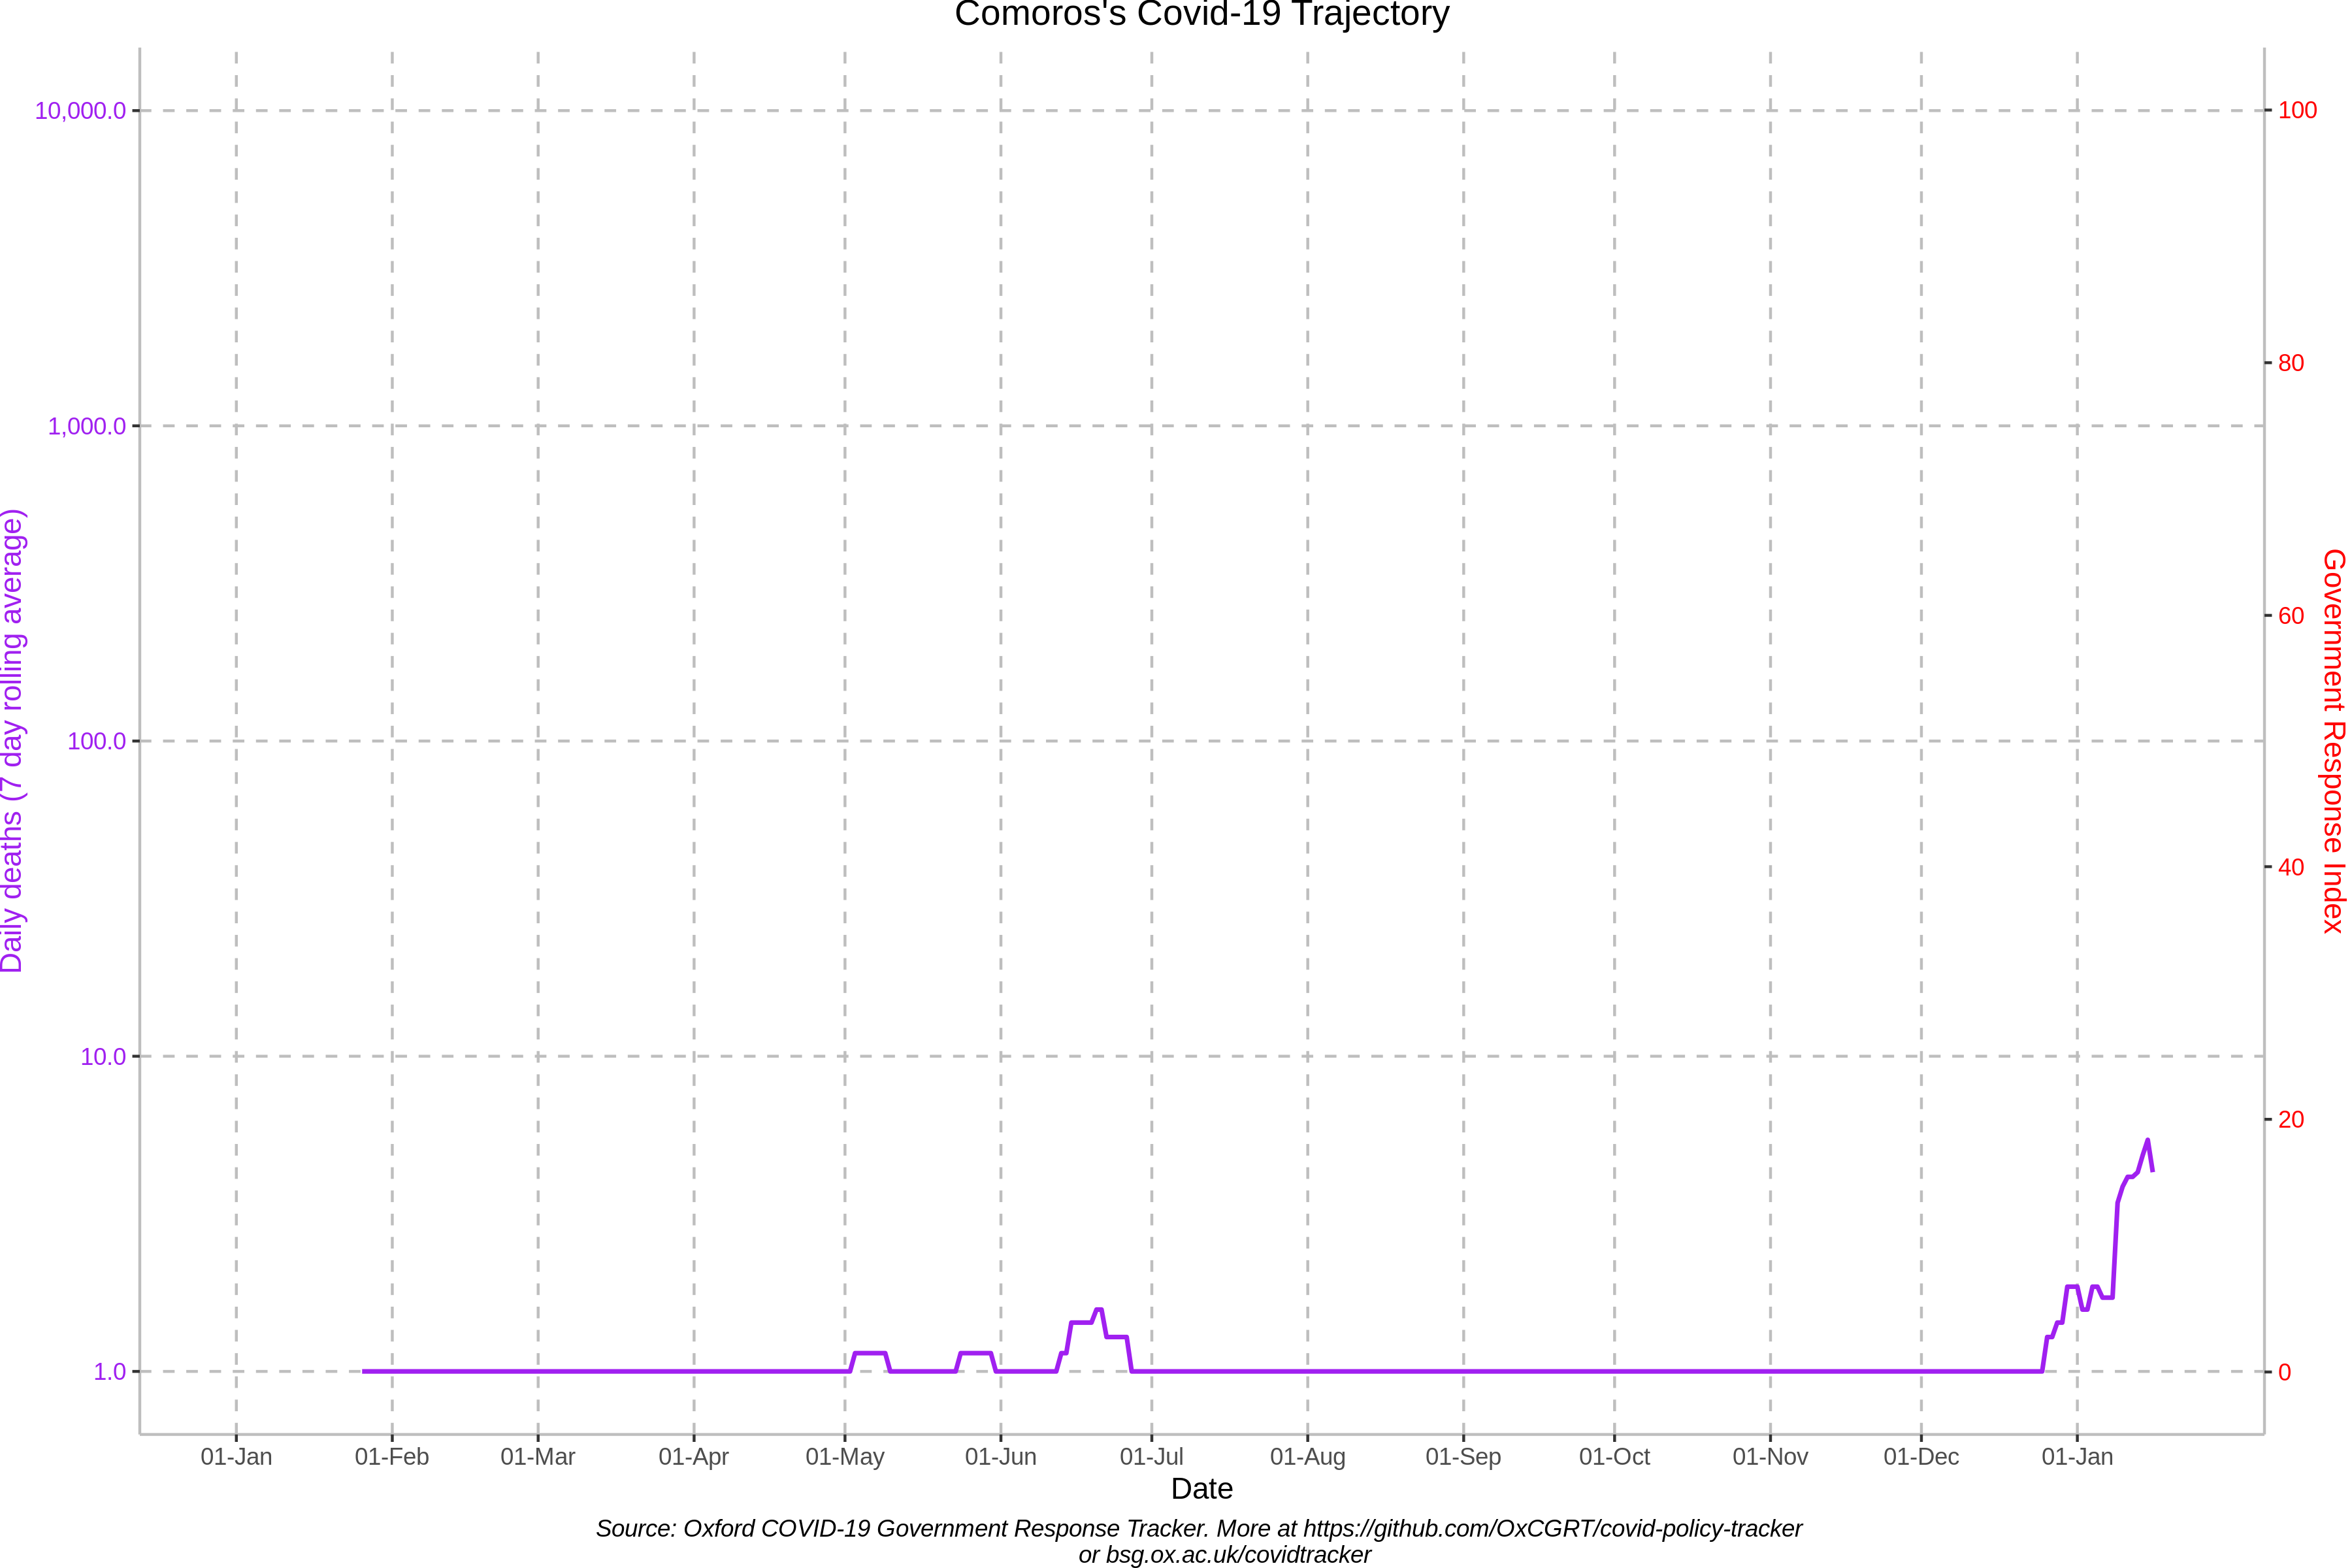 Comoros's Covid-19 Trajectory
10,000.0
1,000.0
100.0
10.0
1.0
Daily deaths (7 day rolling average)
100
80
60
40
20
0
Government Response Index
01-Jan 01-Feb 01-Mar 01-Apr 01-May 01-Jun 01-Jul 01-Aug 01-Sep 01-Oct 01-Nov 01-Dec 01-Jan
Date
Source: Oxford COVID-19 Government Response Tracker. More at https://github.com/OxCGRT/covid-policy-tracker
or bsg.ox.ac.uk/covidtracker